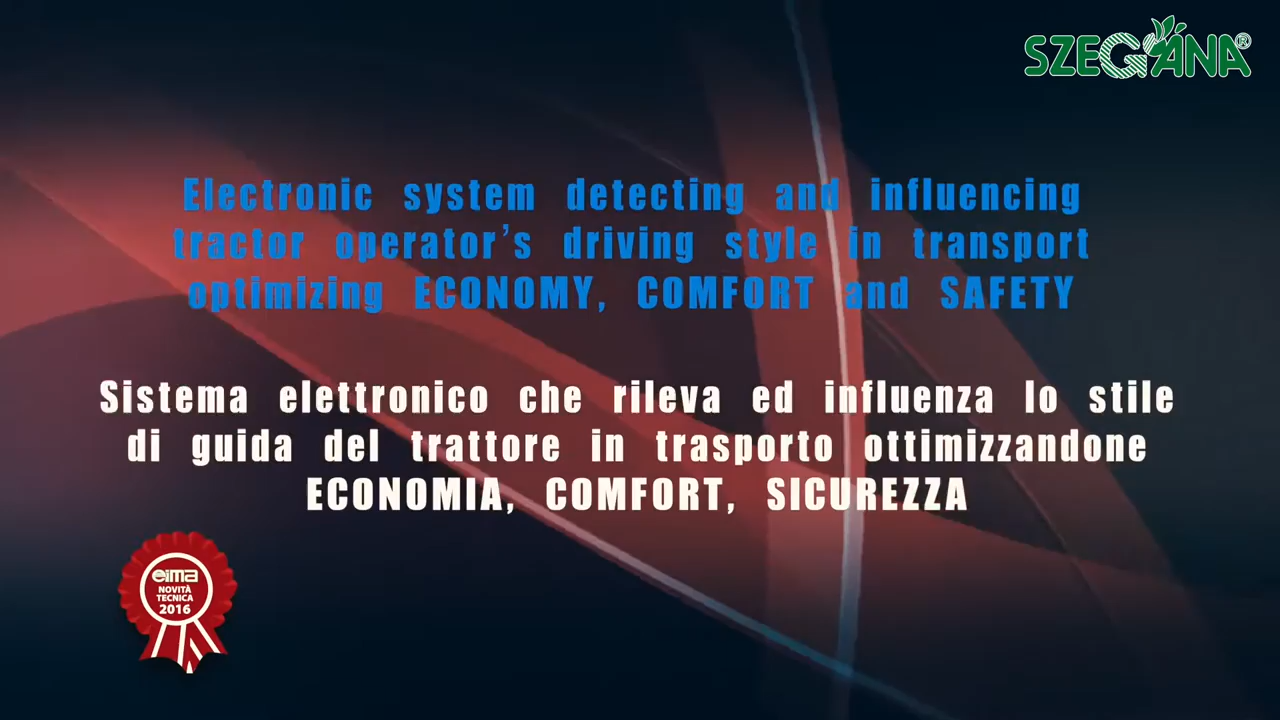 SZEGÁNA®
Electronic system detecting and influencing
tractor operator's driving style in transport
optimizing ECONOMY, COMFORT and SAFETY
Sistema elettronico che rileva ed influenza lo stile
di guida del trattore in trasporto ottimizzandone
ECONOMIA, COMFORT, SICUREZZA
eima
NOVITÀ
TECNICA
2016